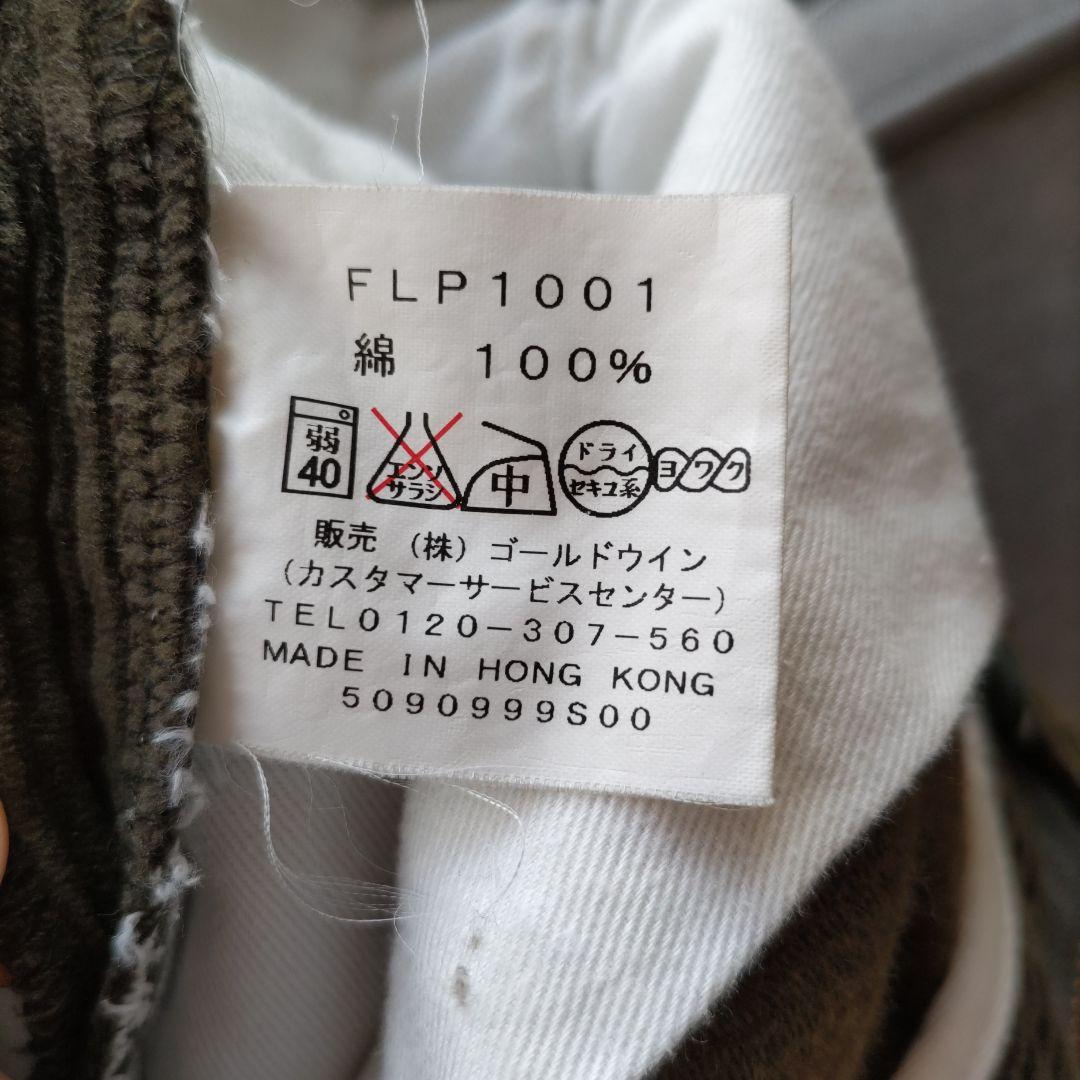 FLP1001
綿 100%
弱
40
エンソ
サラシ
中
ドライ
セキユ系
ヨワク
販売 (株)ゴールドウイン
(カスタマーサービスセンター)
TEL0120-307-560
MADE IN HONG KONG
5090999S00